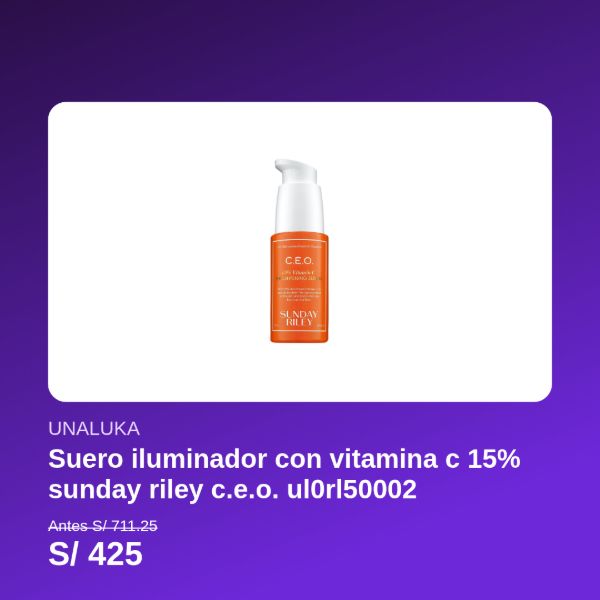 C.E.O.
SUNDAY
RILEY
UNALUKA
Suero iluminador con vitamina c 15%
sunday riley c.e.o. ul0rl50002
Antes S/ 711.25
S/ 425